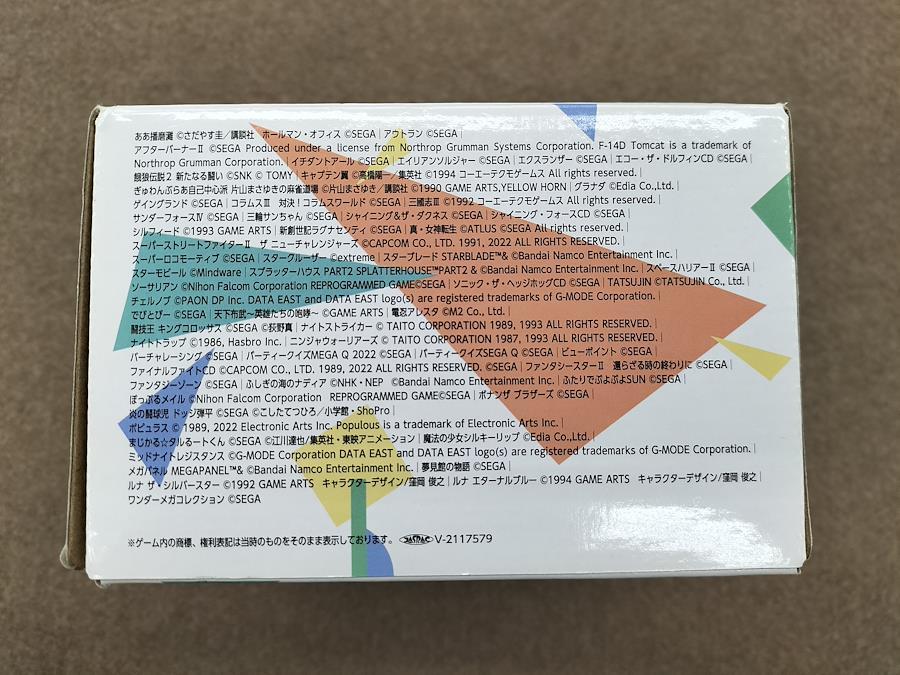 ああ播磨灘 ©さだやす圭／講談社　ホールマン・オフィス ©SEGA｜アウトラン ©SEGA｜
アフターバーナーⅡ ©SEGA Produced under a license from Northrop Grumman Systems Corporation. F-14D Tomcat is a trademark of
Northrop Grumman Corporation.｜イチダントアール ©SEGA｜エイリアンソルジャー ©SEGA｜エクスランザー ©SEGA｜エコー・ザ・ドルフィンCD ©SEGA｜
餓狼伝説2 新たなる闘い ©SNK © TOMY｜キャプテン翼 ©高橋陽一／集英社 ©1994 コーエーテクモゲームス All rights reserved.｜
ぎゅわんぶらあ自己中心派 片山まさゆきの麻雀道場 ©片山まさゆき／講談社 ©1990 GAME ARTS,YELLOW HORN｜グラナダ ©Edia Co.,Ltd.｜
ゲイングランド ©SEGA｜コラムスⅢ　対決！コラムスワールド ©SEGA｜三國志Ⅲ ©1992 コーエーテクモゲームス All rights reserved.｜
サンダーフォースⅣ ©SEGA｜三輪サンちゃん ©SEGA｜シャイニング&ザ・ダクネス ©SEGA｜シャイニング・フォースCD ©SEGA｜
シルフィード ©1993 GAME ARTS｜新創世紀ラグナセンティ ©SEGA｜真・女神転生 ©ATLUS ©SEGA All rights reserved.｜
スーパーストリートファイターⅡ　ザ ニューチャレンジャーズ ©CAPCOM CO., LTD. 1991, 2022 ALL RIGHTS RESERVED.｜
スーパーロコモーティブ ©SEGA｜スタークルーザー ©extreme｜スターブレード STARBLADE™& ©Bandai Namco Entertainment Inc.｜
スターモビール ©Mindware｜スプラッターハウス PART2 SPLATTERHOUSE™PART2 & ©Bandai Namco Entertainment Inc.｜スペースハリアーⅡ ©SEGA｜
ソーサリアン ©Nihon Falcom Corporation REPROGRAMMED GAME©SEGA｜ソニック・ザ・ヘッジホッグCD ©SEGA｜TATSUJIN ©TATSUJIN Co., Ltd.｜
チェルノブ ©PAON DP Inc. DATA EAST and DATA EAST logo(s) are registered trademarks of G-MODE Corporation.｜
でびとぴー ©SEGA｜天下布武～英雄たちの咆哮～ ©GAME ARTS｜電忍アレスタ ©M2 Co., Ltd.｜
闘技王 キングコロッサス ©SEGA ©荻野真｜ナイトストライカー © TAITO CORPORATION 1989, 1993 ALL RIGHTS RESERVED.｜
ナイトトラップ ©1986, Hasbro Inc.｜ニンジャウォーリアーズ © TAITO CORPORATION 1987, 1993 ALL RIGHTS RESERVED.｜
バーチャレーシング ©SEGA｜パーティークイズMEGA Q 2022 ©SEGA｜パーティークイズSEGA Q ©SEGA｜ビューポイント ©SEGA｜
ファイナルファイトCD ©CAPCOM CO., LTD. 1989, 2022 ALL RIGHTS RESERVED. ©SEGA｜ファンタシースターⅡ　還らざる時の終わりに ©SEGA｜
ファンタジーゾーン ©SEGA｜ふしぎの海のナディア ©NHK・NEP　©Bandai Namco Entertainment Inc.｜ふたりでぷよぷよSUN ©SEGA｜
ぽっぷるメイル ©Nihon Falcom Corporation　REPROGRAMMED GAME©SEGA｜ボナンザ ブラザーズ ©SEGA｜
炎の闘球児 ドッジ弾平 ©SEGA ©こしたてつひろ／小学館・ShoPro｜
ポピュラス © 1989, 2022 Electronic Arts Inc. Populous is a trademark of Electronic Arts Inc.｜
まじかる☆タルるートくん ©SEGA ©江川達也／集英社・東映アニメーション｜魔法の少女シルキーリップ ©Edia Co.,Ltd.｜
ミッドナイトレジスタンス ©G-MODE Corporation DATA EAST and DATA EAST logo(s) are registered trademarks of G-MODE Corporation.｜
メガパネル MEGAPANEL™& ©Bandai Namco Entertainment Inc.｜夢見館の物語 ©SEGA｜
ルナ ザ・シルバースター ©1992 GAME ARTS　キャラクターデザイン／窪岡 俊之｜ルナ エターナルブルー ©1994 GAME ARTS　キャラクターデザイン／窪岡 俊之｜
ワンダーメガコレクション ©SEGA
※ゲーム内の商標、権利表記は当時のものをそのまま表示しております。 JASRAC V-2117579